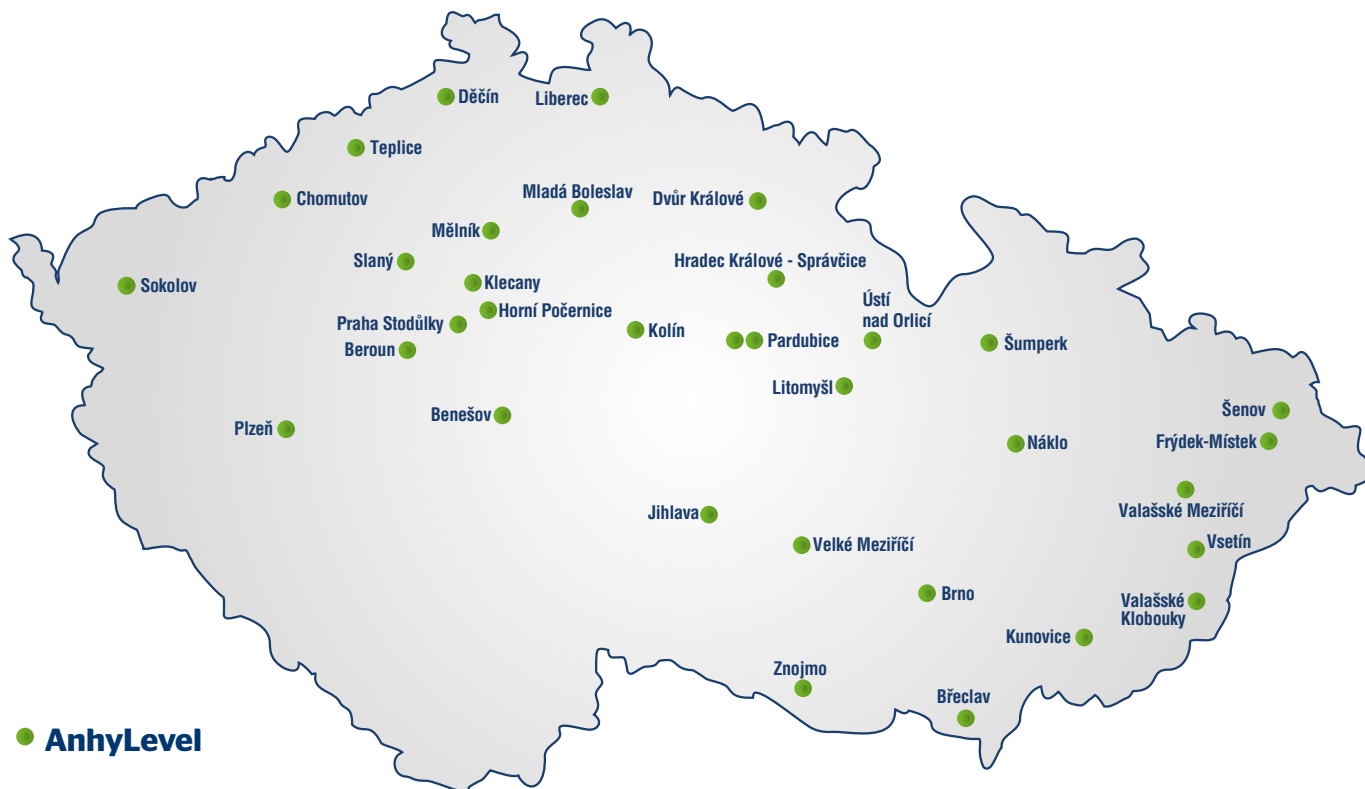 Děčín
Liberec
Teplice
Chomutov
Mladá Boleslav
Dvůr Králové
Mělník
Slaný
Hradec Králové - Správčice
Sokolov
Klecany
Horní Počernice
Praha Stodůlky
Kolín
Ústí
nad Orlicí
Pardubice
Šumperk
Beroun
Litomyšl
Benešov
Plzeň
Šenov
Náklo
Frýdek-Místek
Valašské Meziříčí
Jihlava
Velké Meziříčí
Vsetín
Brno
Valašské
Klobouky
Kunovice
Znojmo
Břeclav
AnhyLevel